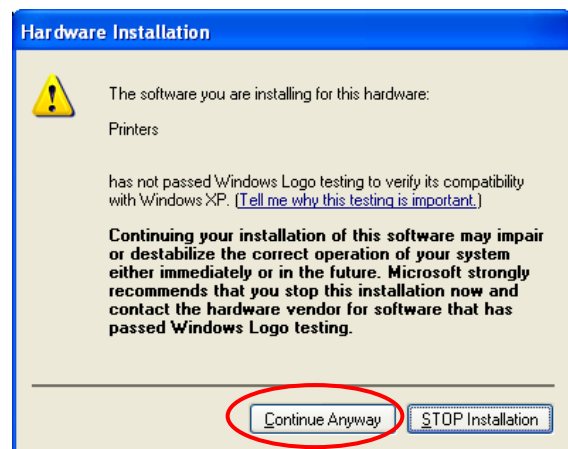 Hardware Installation
The software you are installing for this hardware:
Printers
has not passed Windows Logo testing to verify its compatibility
with Windows XP. (Tell me why this testing is important.)
Continuing your installation of this software may impair
or destabilize the correct operation of your system
either immediately or in the future. Microsoft strongly
recommends that you stop this installation now and
contact the hardware vendor for software that has
passed Windows Logo testing.
Continue Anyway
STOP Installation